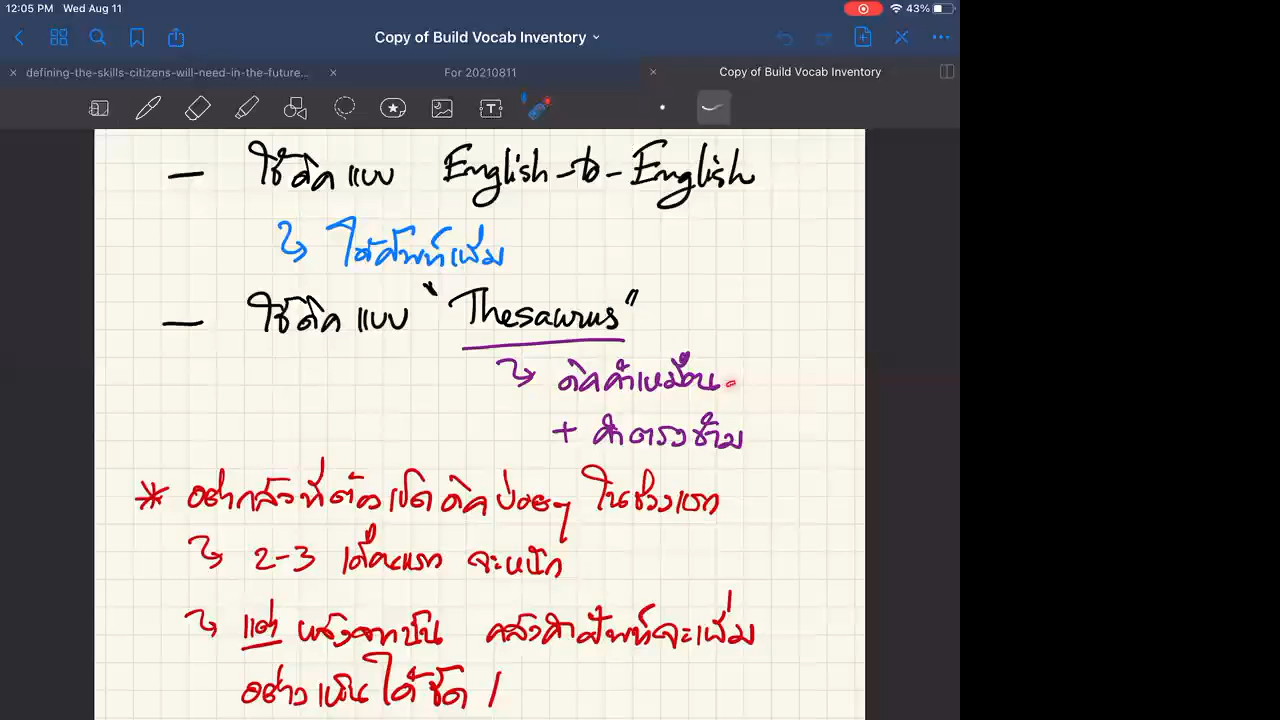 12:05 PM Wed Aug 11 43%
Copy of Build Vocab Inventory
defining-the-skills-citizens-will-need-in-the-future... For 20210811 Copy of Build Vocab Inventory
— ใช้ดิคแบบ English-to-English
ได้ศัพท์เพิ่ม
— ใช้ดิคแบบ "Thesaurus"
ดิคคำเหมือน
+ คำตรงข้าม
* อย่ากลัวที่ต้องเปิดดิคบ่อยๆ ในช่วงแรก
2-3 เดือนแรก จะหนัก
แต่ หลังจากนั้น คลังคำศัพท์จะเพิ่ม
อย่างเห็นได้ชัด !